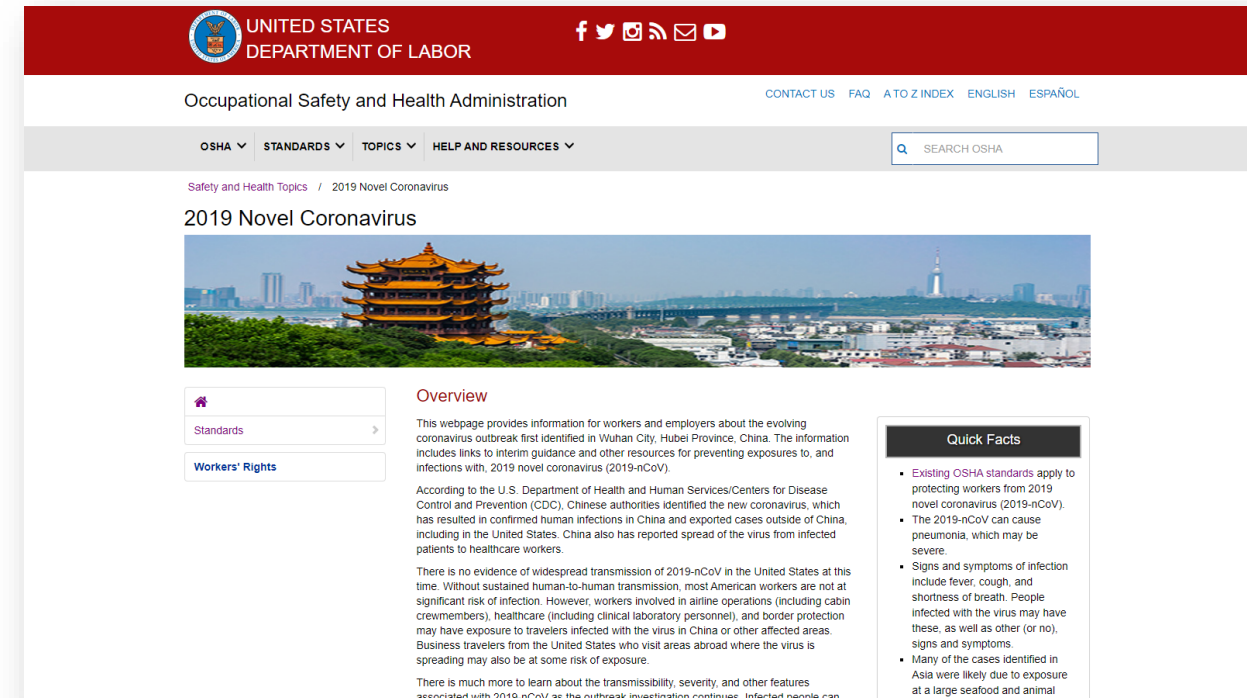 UNITED STATES
DEPARTMENT OF LABOR
Occupational Safety and Health Administration
CONTACT US FAQ A TO Z INDEX ENGLISH ESPAÑOL
OSHA STANDARDS TOPICS HELP AND RESOURCES
SEARCH OSHA
Safety and Health Topics / 2019 Novel Coronavirus
2019 Novel Coronavirus
Standards
Workers' Rights
Overview
This webpage provides information for workers and employers about the evolving
coronavirus outbreak first identified in Wuhan City, Hubei Province, China. The information
includes links to interim guidance and other resources for preventing exposures to, and
infections with, 2019 novel coronavirus (2019-nCoV).
According to the U.S. Department of Health and Human Services/Centers for Disease
Control and Prevention (CDC), Chinese authorities identified the new coronavirus, which
has resulted in confirmed human infections in China and exported cases outside of China,
including in the United States. China also has reported spread of the virus from infected
patients to healthcare workers.
There is no evidence of widespread transmission of 2019-nCoV in the United States at this
time. Without sustained human-to-human transmission, most American workers are not at
significant risk of infection. However, workers involved in airline operations (including cabin
crewmembers), healthcare (including clinical laboratory personnel), and border protection
may have exposure to travelers infected with the virus in China or other affected areas.
Business travelers from the United States who visit areas abroad where the virus is
spreading may also be at some risk of exposure.
There is much more to learn about the transmissibility, severity, and other features
associated with 2019-nCoV as the outbreak investigation continues. Infected people can
Quick Facts
Existing OSHA standards apply to
protecting workers from 2019
novel coronavirus (2019-nCoV).
The 2019-nCoV can cause
pneumonia, which may be
severe.
Signs and symptoms of infection
include fever, cough, and
shortness of breath. People
infected with the virus may have
these, as well as other (or no),
signs and symptoms.
Many of the cases identified in
Asia were likely due to exposure
at a large seafood and animal